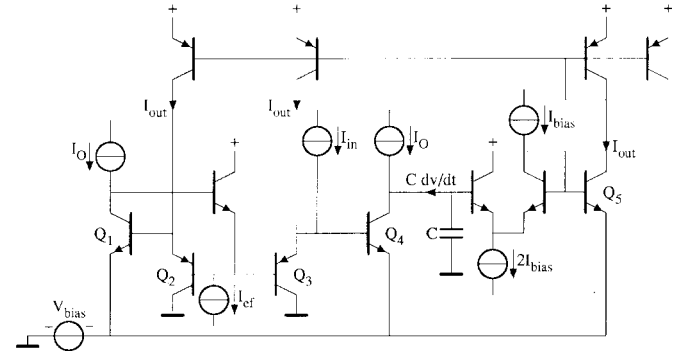 + + + +
I_out I_out
+ I_in I_O + I_bias
I_O I_out
C dv/dt
Q_1 Q_2 Q_3 Q_4 C Q_5
I_ef 2I_bias
V_bias